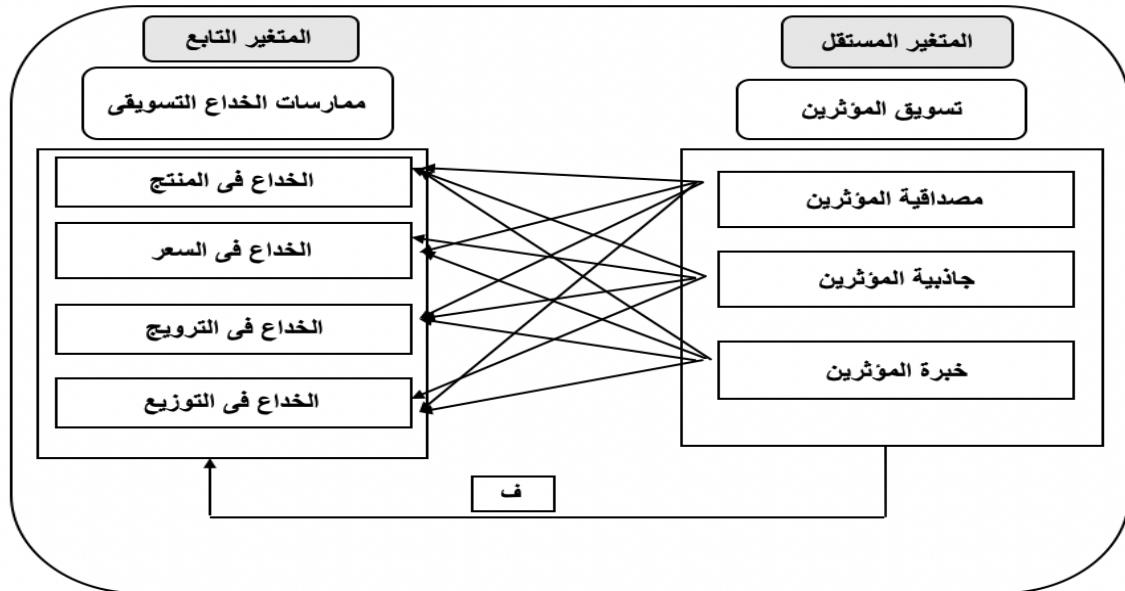 المتغير المستقل
المتغير التابع
تسويق المؤثرين
ممارسات الخداع التسويقى
مصداقية المؤثرين
جاذبية المؤثرين
خبرة المؤثرين
الخداع فى المنتج
الخداع فى السعر
الخداع فى الترويج
الخداع فى التوزيع
ف